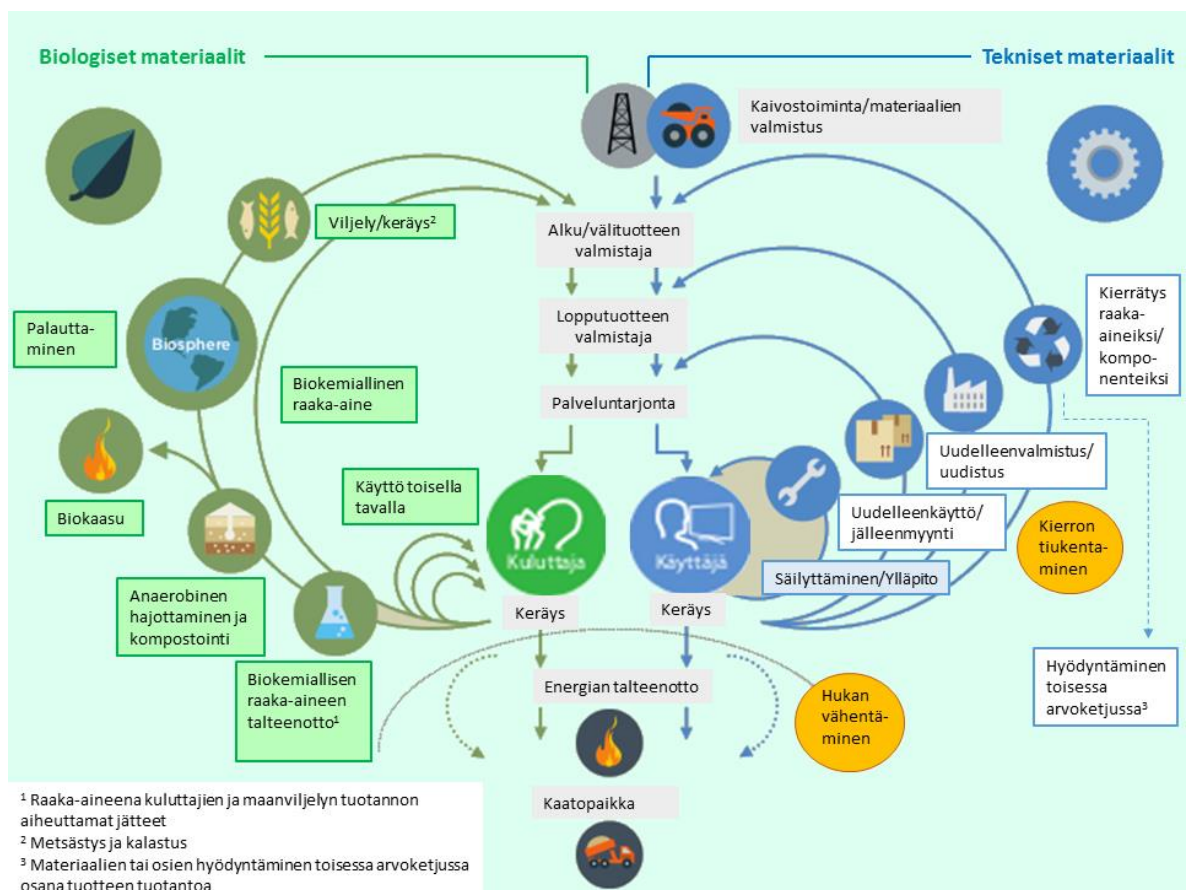 Biologiset materiaalit
Tekniset materiaalit
Kaivostoiminta/materiaalien
valmistus
Viljely/keräys²
Alku/välituotteen
valmistaja
Kierrätys
raaka-
aineiksi/
kompo-
nenteiksi
Palautta-
minen
Biosphere
Lopputuotteen
valmistaja
Biokemiallinen
raaka-aine
Palveluntarjonta
Uudelleenvalmistus/
uudistus
Biokaasu
Käyttö toisella
tavalla
Uudelleenkäyttö/
jälleenmyynti
Kierron
tiukenta-
minen
Kuluttaja
Käyttäjä
Säilyttäminen/Ylläpito
Anaerobinen
hajottaminen ja
kompostointi
Keräys
Keräys
Biokemiallisen
raaka-aineen
talteenotto¹
Energian talteenotto
Hukan
vähentä-
minen
Hyödyntäminen
toisessa
arvoketjussa³
Kaatopaikka
¹ Raaka-aineena kuluttajien ja maanviljelyn tuotannon
aiheuttamat jätteet
² Metsästys ja kalastus
³ Materiaalien tai osien hyödyntäminen toisessa arvoketjussa
osana tuotteen tuotantoa